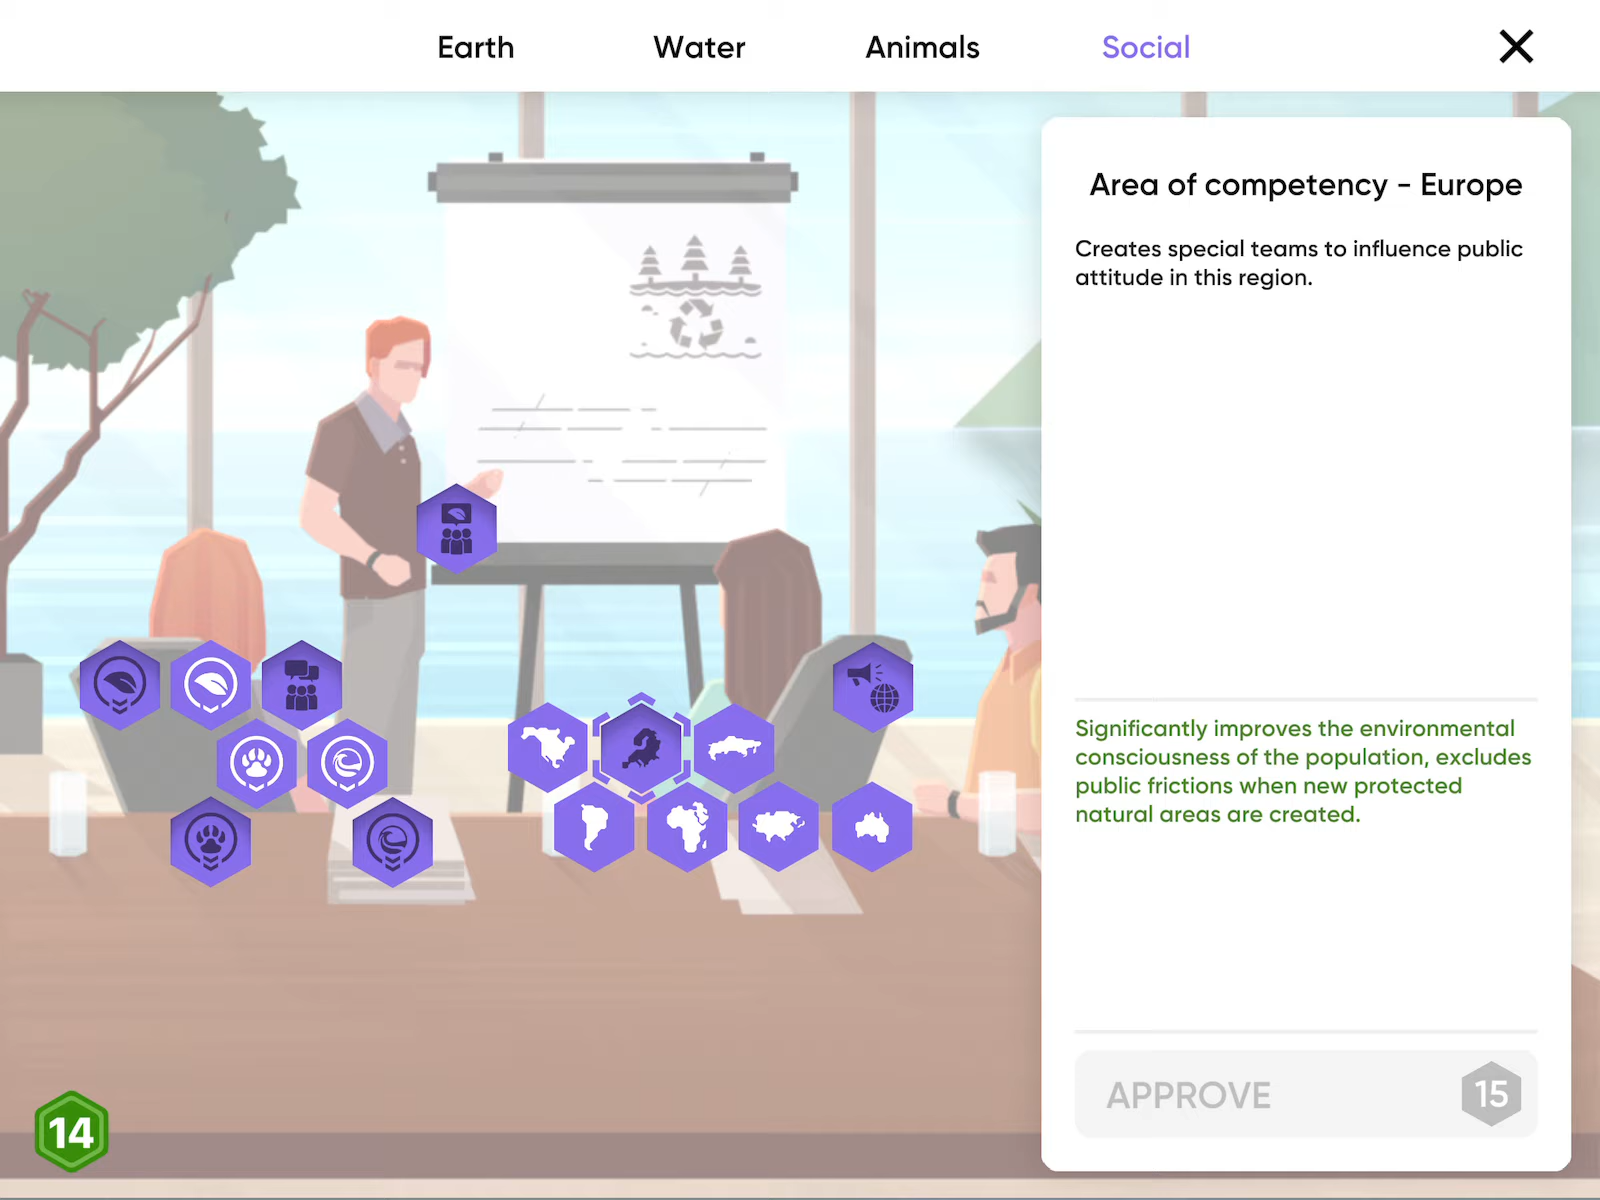 Earth
Water
Animals
Social
Area of competency - Europe
Creates special teams to influence public
attitude in this region.
Significantly improves the environmental
consciousness of the population, excludes
public frictions when new protected
natural areas are created.
APPROVE
15
14